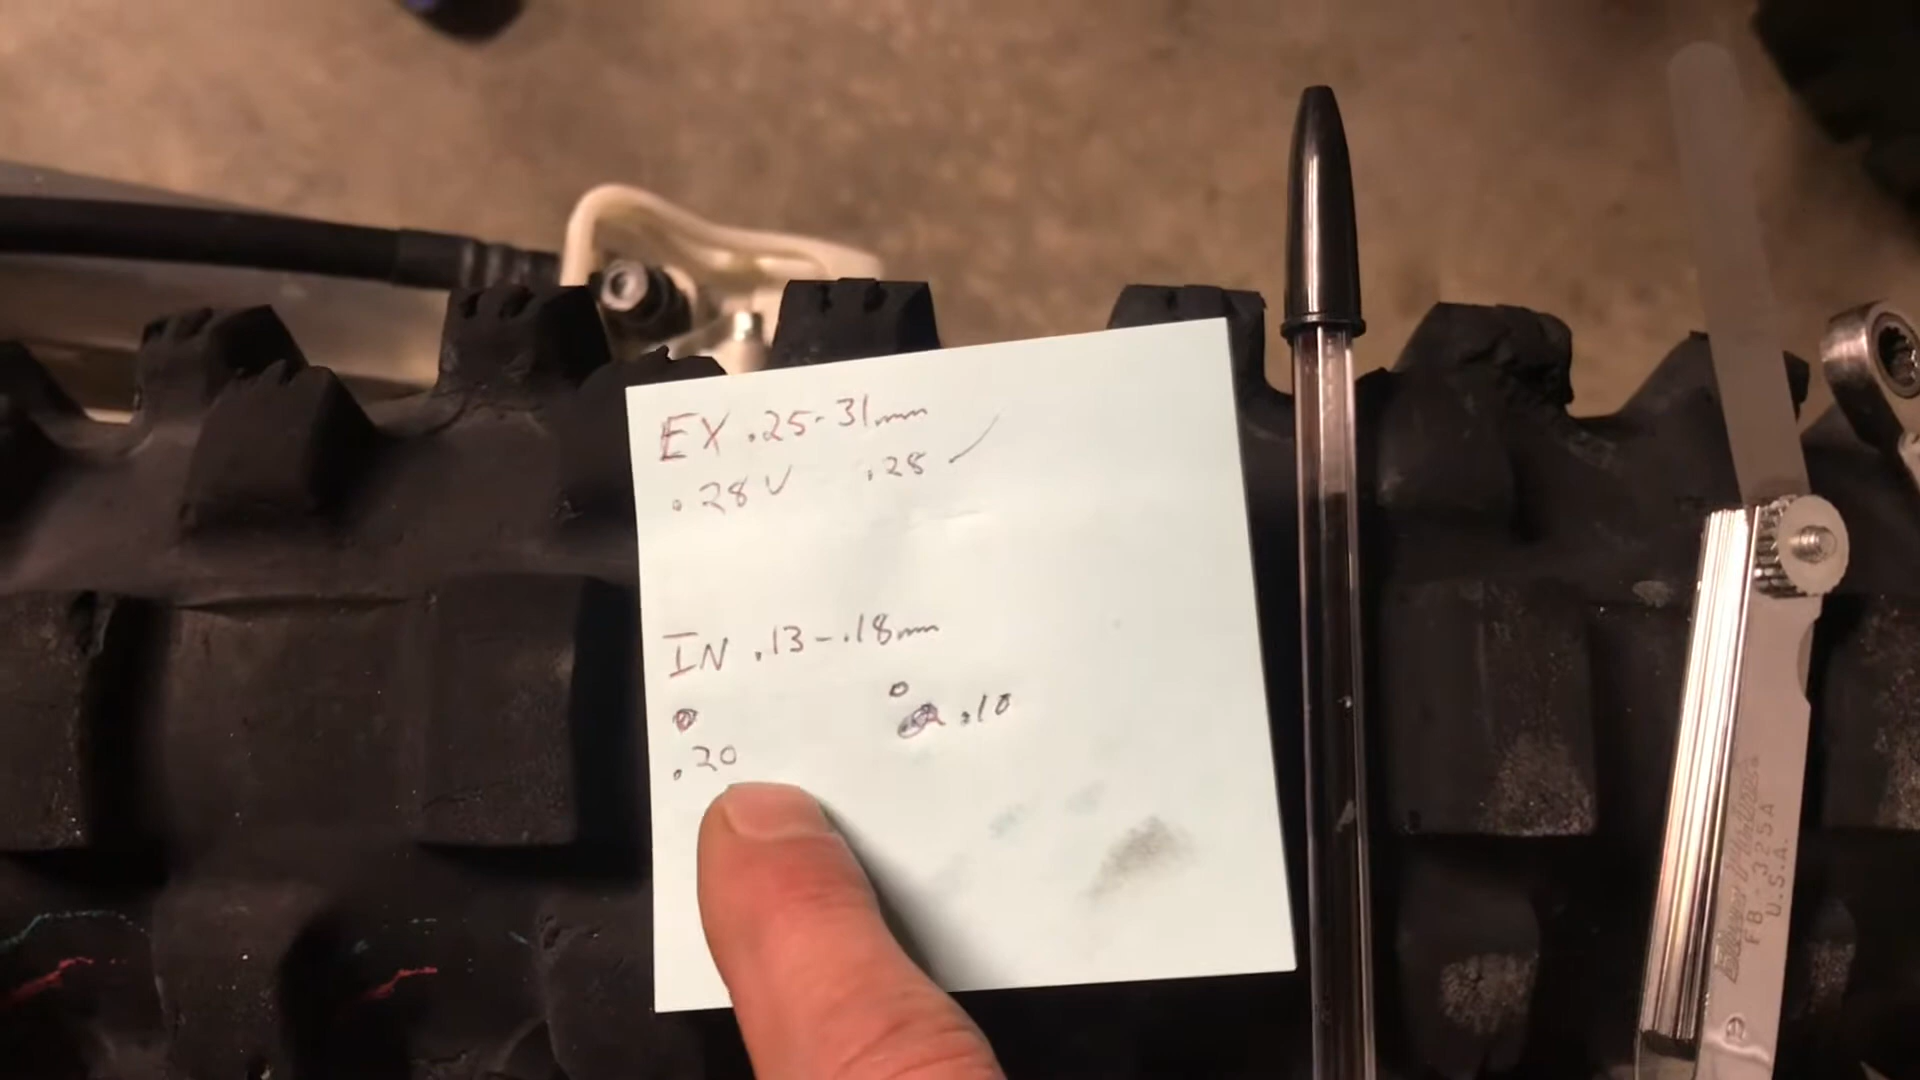 EX .25-31mm
.28 ✓ .28 ✓
IN .13-.18mm
.10
.20
FB-325A
U.S.A.